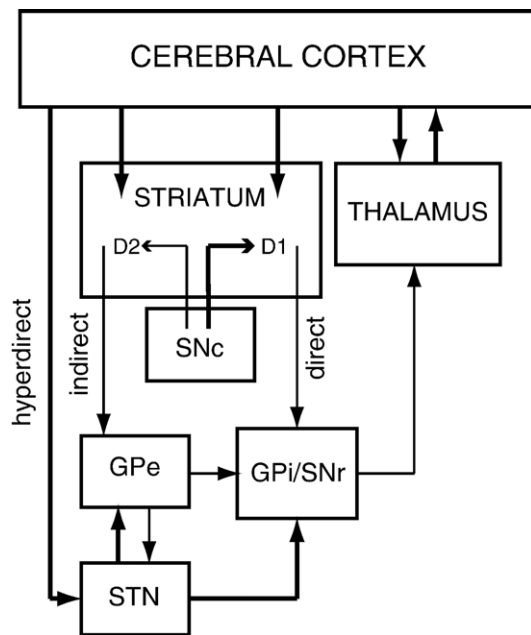 CEREBRAL CORTEX
STRIATUM
THALAMUS
D2
D1
SNc
hyperdirect
indirect
direct
GPe
GPi/SNr
STN